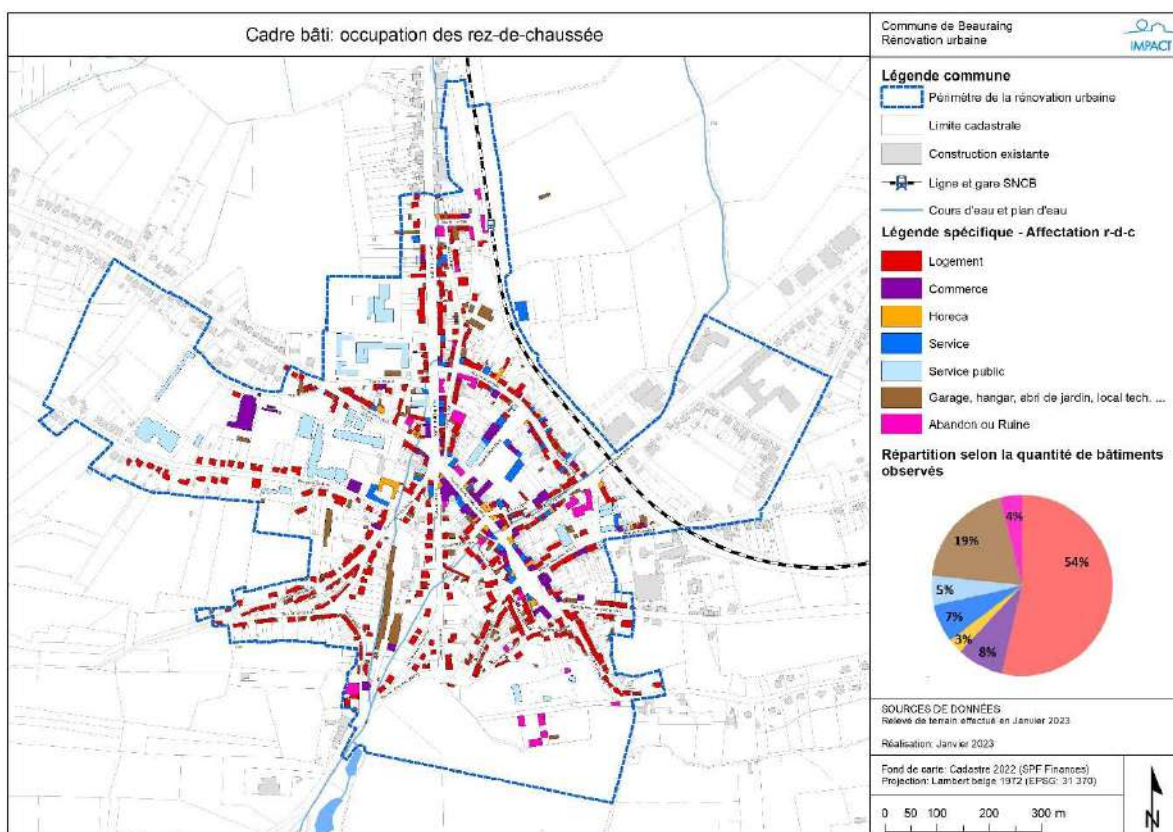 Cadre bâti: occupation des rez-de-chaussée
Commune de Beauraing
Rénovation urbaine
IMPACT
Légende commune
Périmètre de la rénovation urbaine
Limite cadastrale
Construction existante
Ligne et gare SNCB
Cours d'eau et plan d'eau
Légende spécifique - Affectation r-d-c
Logement
Commerce
Horeca
Service
Service public
Garage, hangar, abri de jardin, local tech. ...
Abandon ou Ruine
Répartition selon la quantité de bâtiments
observés
4%
19%
54%
5%
7%
3%
8%
SOURCES DE DONNÉES
Relevé de terrain effectué en Janvier 2023
Réalisation: Janvier 2023
Fond de carte: Cadastre 2022 (SPF Finances)
Projection: Lambert belge 1972 (EPSG: 31 370)
0 50 100 200 300 m
N